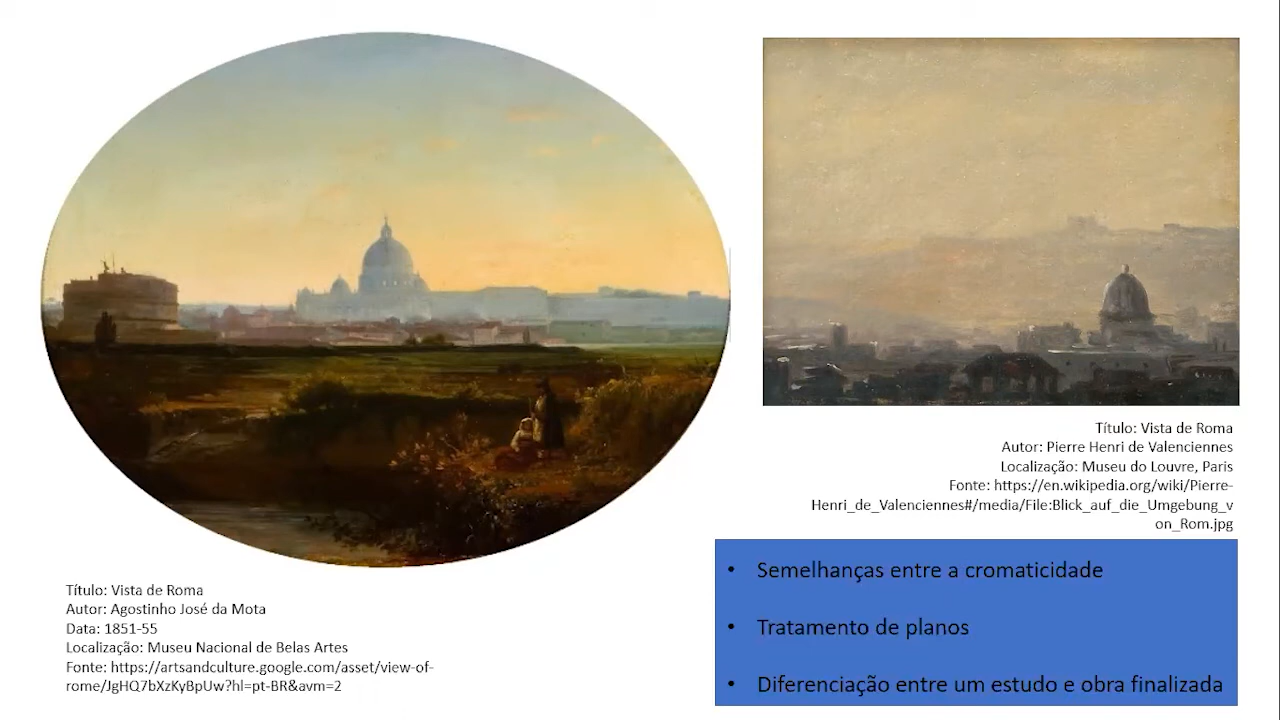 Título: Vista de Roma
Autor: Agostinho José da Mota
Data: 1851-55
Localização: Museu Nacional de Belas Artes
Fonte: https://artsandculture.google.com/asset/view-of-
rome/JgHQ7bXzKyBpUw?hl=pt-BR&avm=2
Título: Vista de Roma
Autor: Pierre Henri de Valenciennes
Localização: Museu do Louvre, Paris
Fonte: https://en.wikipedia.org/wiki/Pierre-
Henri_de_Valenciennes#/media/File:Blick_auf_die_Umgebung_v
on_Rom.jpg
• Semelhanças entre a cromaticidade
• Tratamento de planos
• Diferenciação entre um estudo e obra finalizada